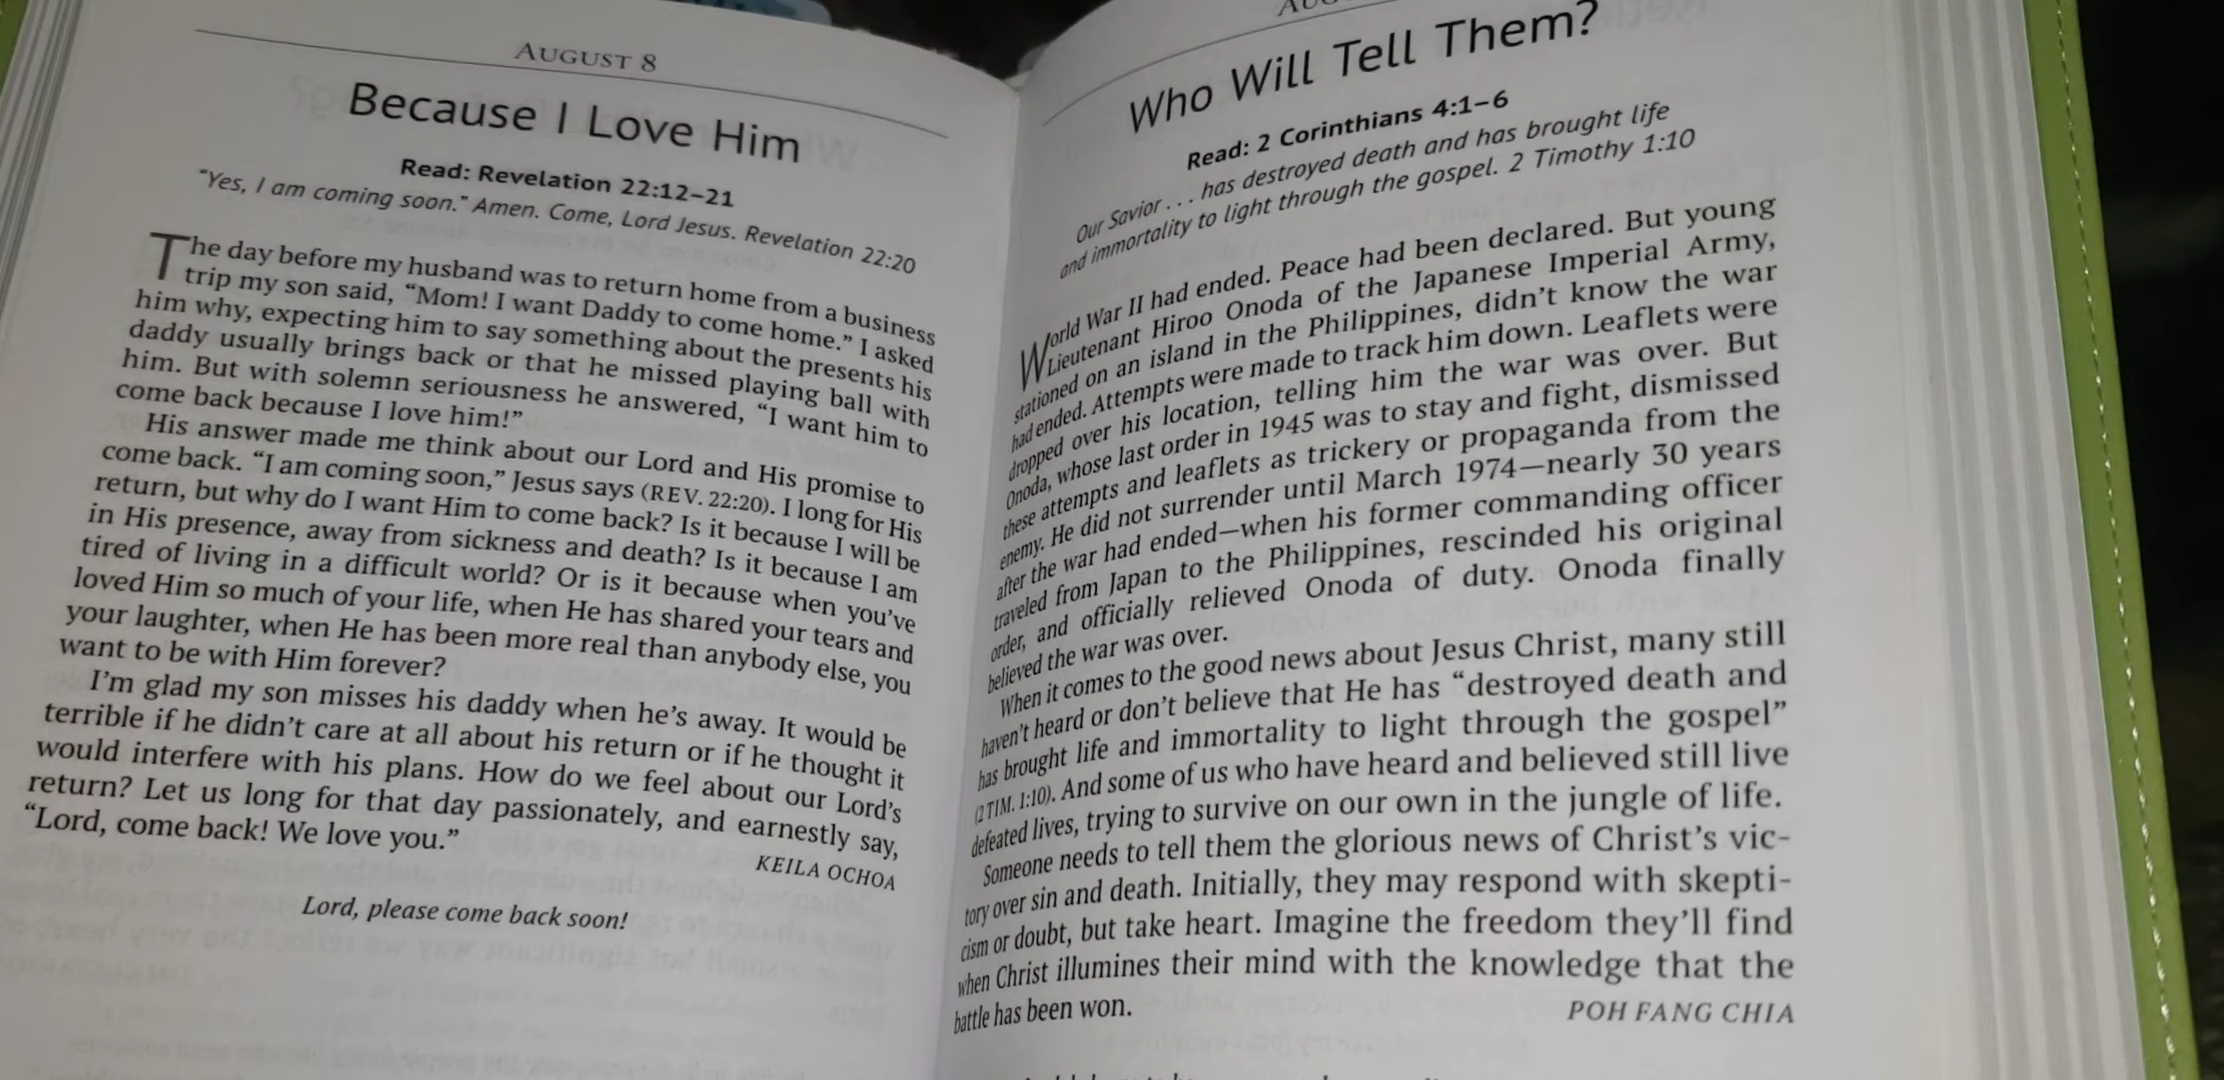 AUGUST 8
Because I Love Him
Read: Revelation 22:12–21
“Yes, I am coming soon.” Amen. Come, Lord Jesus. Revelation 22:20
The day before my husband was to return home from a business
trip my son said, “Mom! I want Daddy to come home.” I asked
him why, expecting him to say something about the presents his
daddy usually brings back or that he missed playing ball with
him. But with solemn seriousness he answered, “I want him to
come back because I love him!”
His answer made me think about our Lord and His promise to
come back. “I am coming soon,” Jesus says (REV. 22:20). I long for His
return, but why do I want Him to come back? Is it because I will be
in His presence, away from sickness and death? Is it because I am
tired of living in a difficult world? Or is it because when you’ve
loved Him so much of your life, when He has shared your tears and
your laughter, when He has been more real than anybody else, you
want to be with Him forever?
I’m glad my son misses his daddy when he’s away. It would be
terrible if he didn’t care at all about his return or if he thought it
would interfere with his plans. How do we feel about our Lord’s
return? Let us long for that day passionately, and earnestly say,
“Lord, come back! We love you.”
KEILA OCHOA
Lord, please come back soon!
Who Will Tell Them?
Read: 2 Corinthians 4:1–6
Our Savior . . . has destroyed death and has brought life
and immortality to light through the gospel. 2 Timothy 1:10
World War II had ended. Peace had been declared. But young
Lieutenant Hiroo Onoda of the Japanese Imperial Army,
stationed on an island in the Philippines, didn’t know the war
had ended. Attempts were made to track him down. Leaflets were
dropped over his location, telling him the war was over. But
Onoda, whose last order in 1945 was to stay and fight, dismissed
these attempts and leaflets as trickery or propaganda from the
enemy. He did not surrender until March 1974—nearly 30 years
after the war had ended—when his former commanding officer
traveled from Japan to the Philippines, rescinded his original
order, and officially relieved Onoda of duty. Onoda finally
believed the war was over.
When it comes to the good news about Jesus Christ, many still
haven’t heard or don’t believe that He has “destroyed death and
has brought life and immortality to light through the gospel”
(2 TIM. 1:10). And some of us who have heard and believed still live
defeated lives, trying to survive on our own in the jungle of life.
Someone needs to tell them the glorious news of Christ’s vic-
tory over sin and death. Initially, they may respond with skepti-
cism or doubt, but take heart. Imagine the freedom they’ll find
when Christ illumines their mind with the knowledge that the
battle has been won.
POH FANG CHIA